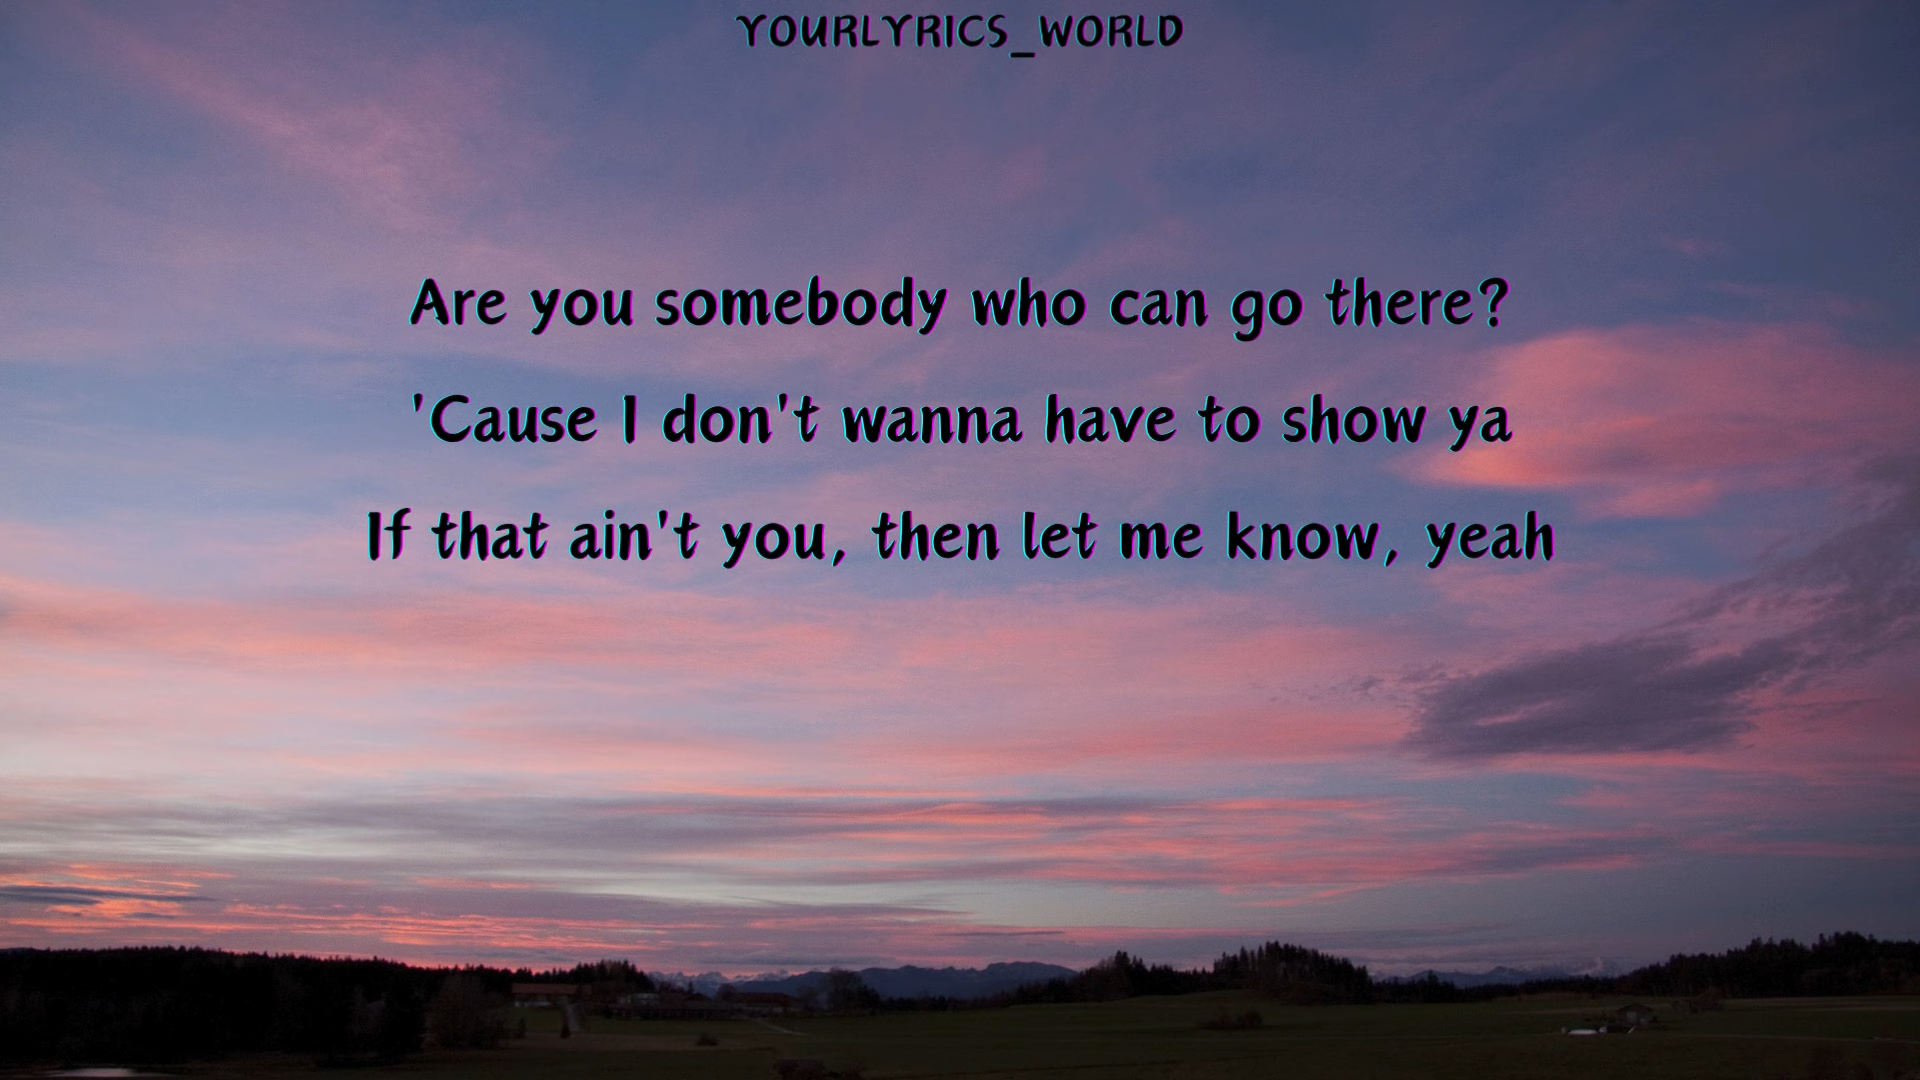 YOURLYRICS_WORLD
Are you somebody who can go there?
'Cause I don't wanna have to show ya
If that ain't you, then let me know, yeah